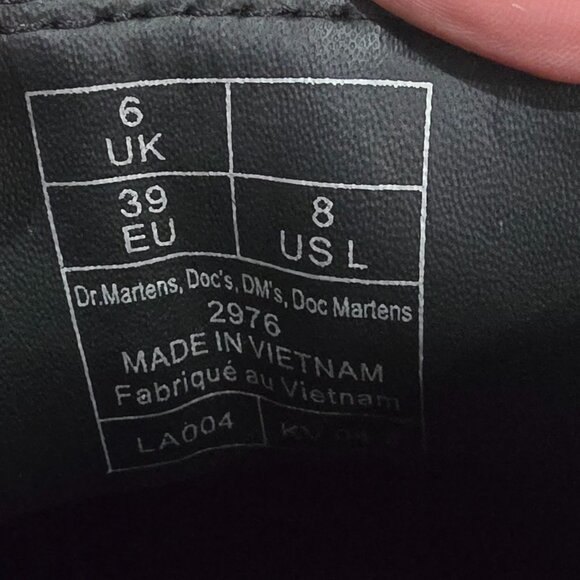 6
UK
39
EU
8
US L
Dr.Martens, Doc's, DM's, Doc Martens
2976
MADE IN VIETNAM
Fabriqué au Vietnam
LA004